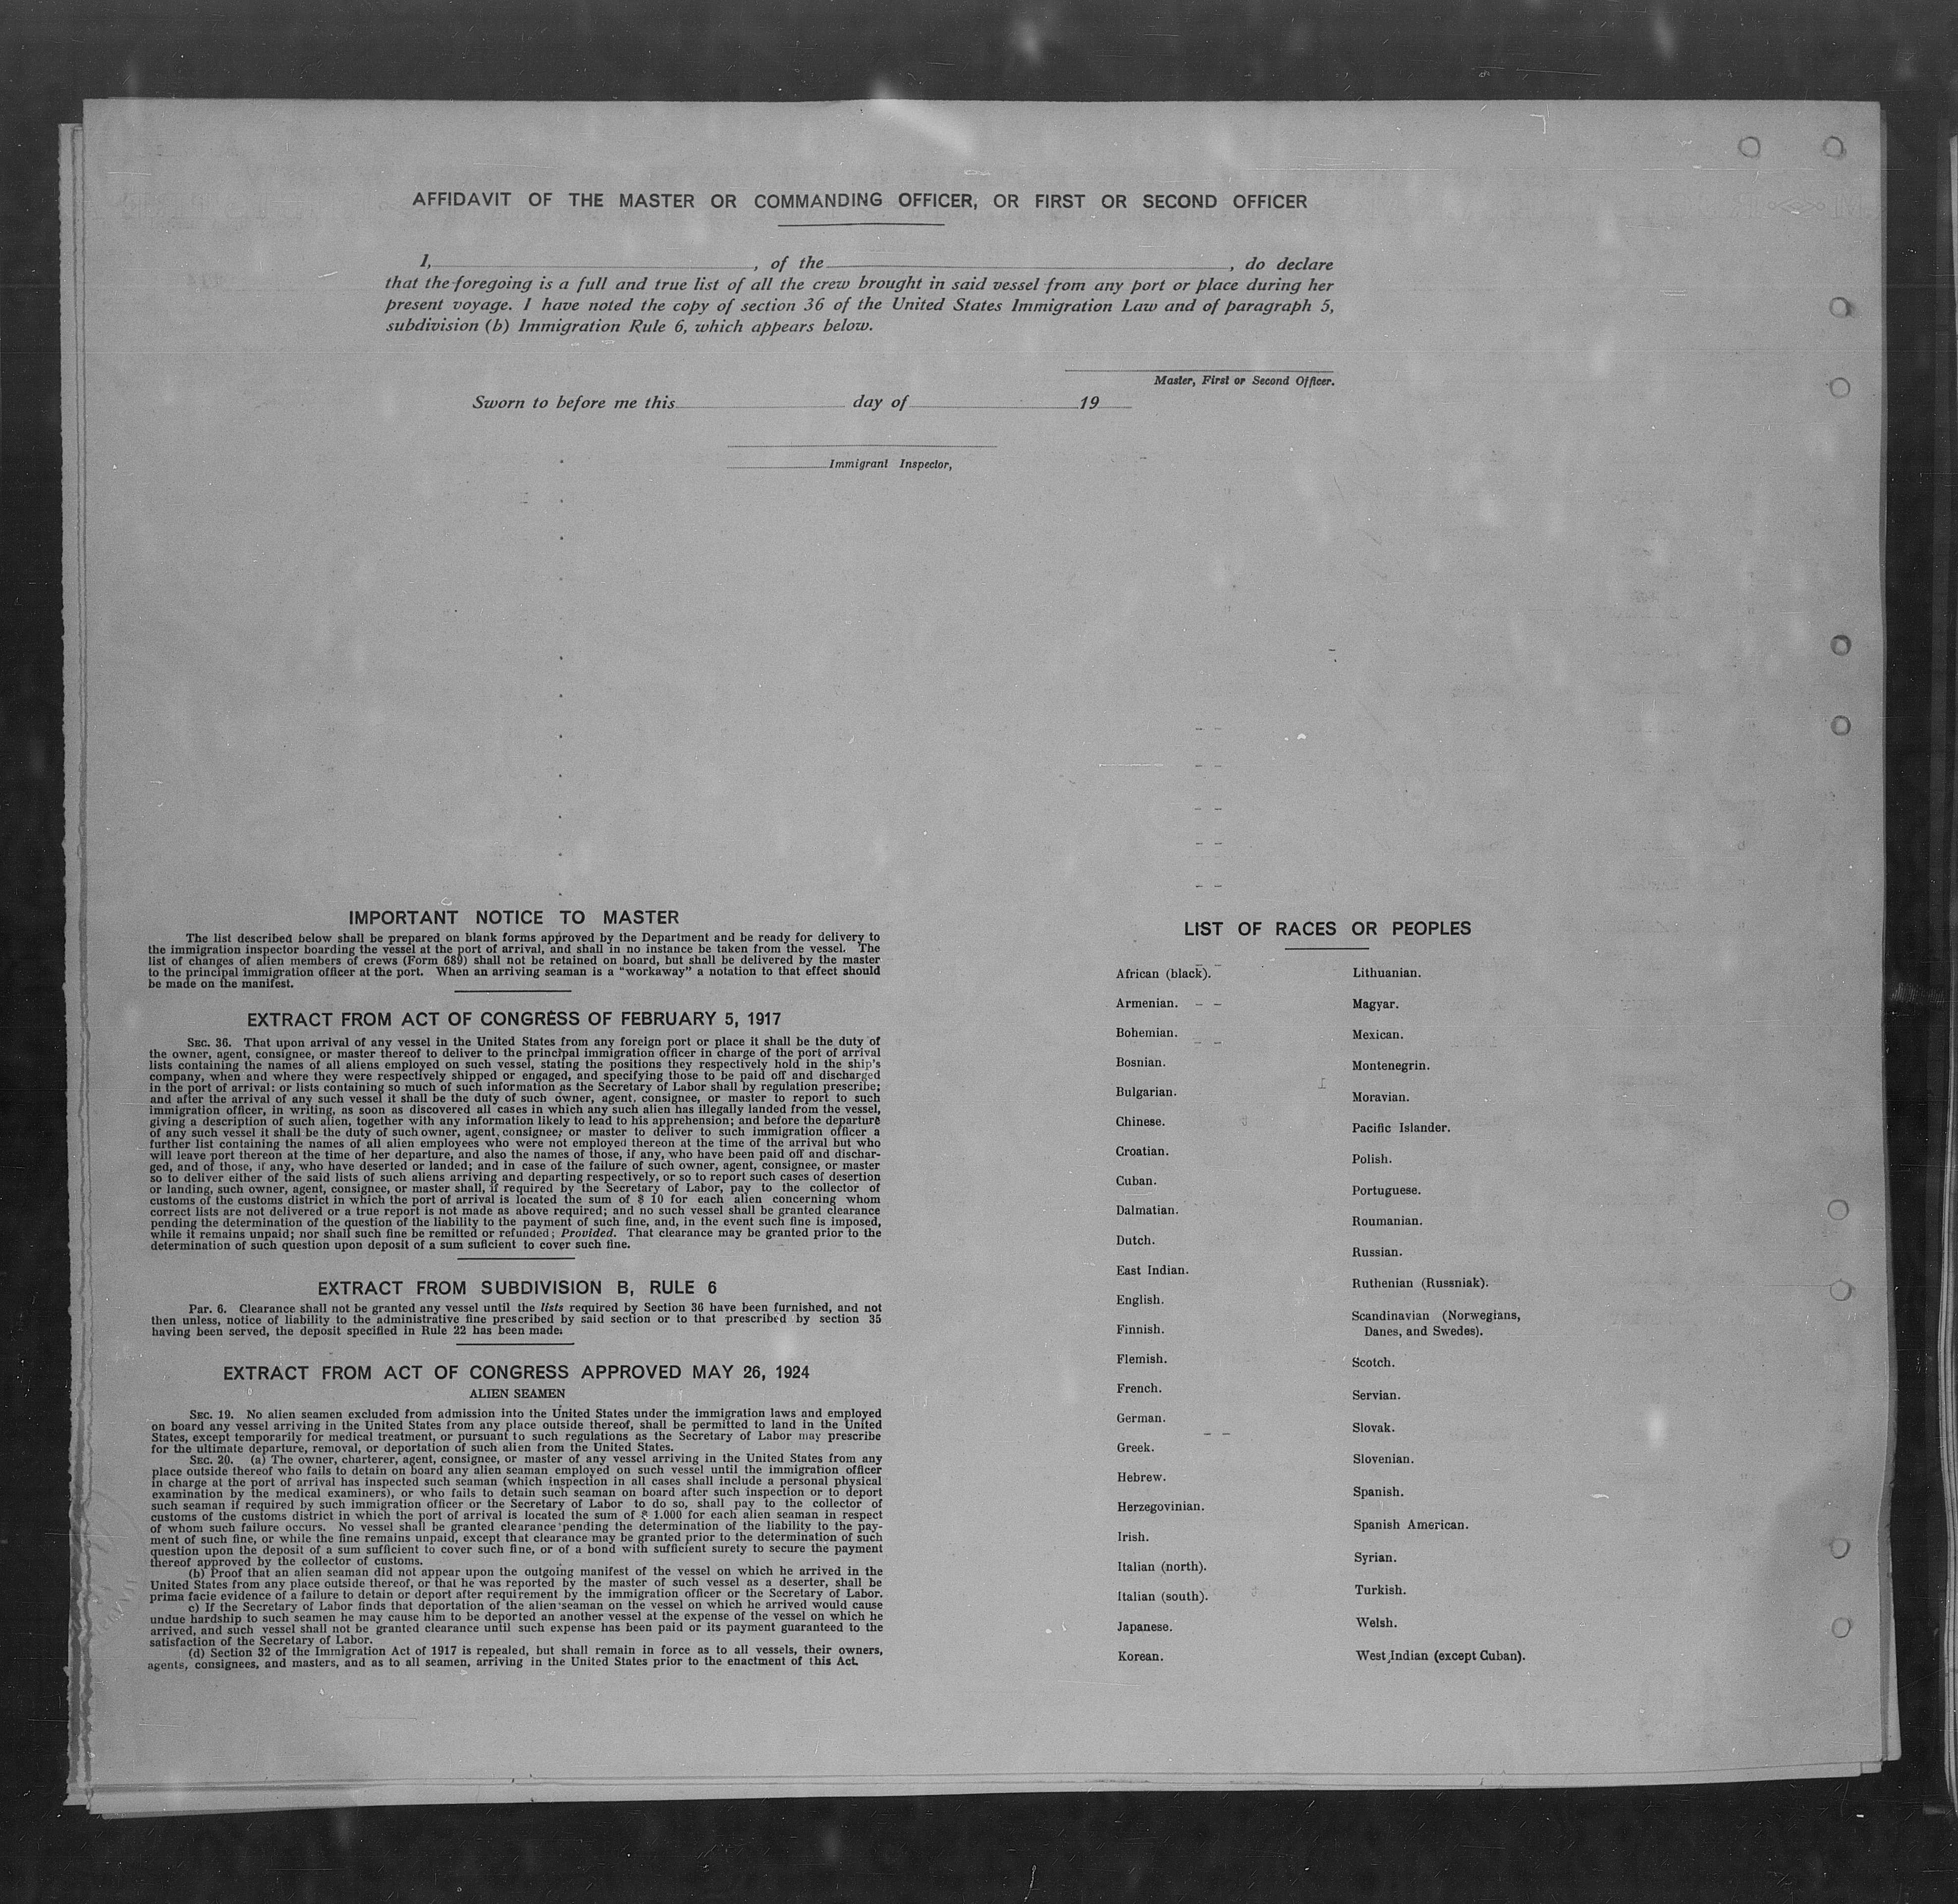 AFFIDAVIT OF THE MASTER OR COMMANDING OFFICER, OR FIRST OR SECOND OFFICER
I, , of the , do declare
that the foregoing is a full and true list of all the crew brought in said vessel from any port or place during her
present voyage. I have noted the copy of section 36 of the United States Immigration Law and of paragraph 5,
subdivision (b) Immigration Rule 6, which appears below.
Master, First or Second Officer.
Sworn to before me this day of 19
Immigrant Inspector,
IMPORTANT NOTICE TO MASTER
The list described below shall be prepared on blank forms approved by the Department and be ready for delivery to
the immigration inspector boarding the vessel at the port of arrival, and shall in no instance be taken from the vessel. The
list of changes of alien members of crews (Form 689) shall not be retained on board, but shall be delivered by the master
to the principal immigration officer at the port. When an arriving seaman is a "workaway" a notation to that effect should
be made on the manifest.
EXTRACT FROM ACT OF CONGRESS OF FEBRUARY 5, 1917
SEC. 36. That upon arrival of any vessel in the United States from any foreign port or place it shall be the duty of
the owner, agent, consignee, or master thereof to deliver to the principal immigration officer in charge of the port of arrival
lists containing the names of all aliens employed on such vessel, stating the positions they respectively hold in the ship's
company, when and where they were respectively shipped or engaged, and specifying those to be paid off and discharged
in the port of arrival: or lists containing so much of such information as the Secretary of Labor shall by regulation prescribe;
and after the arrival of any such vessel it shall be the duty of such owner, agent, consignee, or master to report to such
immigration officer, in writing, as soon as discovered all cases in which any such alien has illegally landed from the vessel,
giving a description of such alien, together with any information likely to lead to his apprehension; and before the departure
of any such vessel it shall be the duty of such owner, agent, consignee, or master to deliver to such immigration officer a
further list containing the names of all alien employees who were not employed thereon at the time of the arrival but who
will leave port thereon at the time of her departure, and also the names of those, if any, who have been paid off and dischar-
ged, and of those, if any, who have deserted or landed; and in case of the failure of such owner, agent, consignee, or master
so to deliver either of the said lists of such aliens arriving and departing respectively, or so to report such cases of desertion
or landing, such owner, agent, consignee, or master shall, if required by the Secretary of Labor, pay to the collector of
customs of the customs district in which the port of arrival is located the sum of $ 10 for each alien concerning whom
correct lists are not delivered or a true report is not made as above required; and no such vessel shall be granted clearance
pending the determination of the question of the liability to the payment of such fine, and, in the event such fine is imposed,
while it remains unpaid; nor shall such fine be remitted or refunded; Provided. That clearance may be granted prior to the
determination of such question upon deposit of a sum suficient to cover such fine.
EXTRACT FROM SUBDIVISION B, RULE 6
Par. 6. Clearance shall not be granted any vessel until the lists required by Section 36 have been furnished, and not
then unless, notice of liability to the administrative fine prescribed by said section or to that prescribed by section 35
having been served, the deposit specified in Rule 22 has been made.
EXTRACT FROM ACT OF CONGRESS APPROVED MAY 26, 1924
ALIEN SEAMEN
SEC. 19. No alien seamen excluded from admission into the United States under the immigration laws and employed
on board any vessel arriving in the United States from any place outside thereof, shall be permitted to land in the United
States, except temporarily for medical treatment, or pursuant to such regulations as the Secretary of Labor may prescribe
for the ultimate departure, removal, or deportation of such alien from the United States.
SEC. 20. (a) The owner, charterer, agent, consignee, or master of any vessel arriving in the United States from any
place outside thereof who fails to detain on board any alien seaman employed on such vessel until the immigration officer
in charge at the port of arrival has inspected such seaman (which inspection in all cases shall include a personal physical
examination by the medical examiners), or who fails to detain such seaman on board after such inspection or to deport
such seaman if required by such immigration officer or the Secretary of Labor to do so, shall pay to the collector of
customs of the customs district in which the port of arrival is located the sum of $ 1.000 for each alien seaman in respect
of whom such failure occurs. No vessel shall be granted clearance pending the determination of the liability to the pay-
ment of such fine, or while the fine remains unpaid, except that clearance may be granted prior to the determination of such
question upon the deposit of a sum sufficient to cover such fine, or of a bond with sufficient surety to secure the payment
thereof approved by the collector of customs.
(b) Proof that an alien seaman did not appear upon the outgoing manifest of the vessel on which he arrived in the
United States from any place outside thereof, or that he was reported by the master of such vessel as a deserter, shall be
prima facie evidence of a failure to detain or deport after requirement by the immigration officer or the Secretary of Labor.
c) If the Secretary of Labor finds that deportation of the alien seaman on the vessel on which he arrived would cause
undue hardship to such seamen he may cause him to be deported an another vessel at the expense of the vessel on which he
arrived, and such vessel shall not be granted clearance until such expense has been paid or its payment guaranteed to the
satisfaction of the Secretary of Labor.
(d) Section 32 of the Immigration Act of 1917 is repealed, but shall remain in force as to all vessels, their owners,
agents, consignees, and masters, and as to all seamen, arriving in the United States prior to the enactment of this Act.
LIST OF RACES OR PEOPLES
African (black).
Armenian.
Bohemian.
Bosnian.
Bulgarian.
Chinese.
Croatian.
Cuban.
Dalmatian.
Dutch.
East Indian.
English.
Finnish.
Flemish.
French.
German.
Greek.
Hebrew.
Herzegovinian.
Irish.
Italian (north).
Italian (south).
Japanese.
Korean.
Lithuanian.
Magyar.
Mexican.
Montenegrin.
Moravian.
Pacific Islander.
Polish.
Portuguese.
Roumanian.
Russian.
Ruthenian (Russniak).
Scandinavian (Norwegians,
Danes, and Swedes).
Scotch.
Servian.
Slovak.
Slovenian.
Spanish.
Spanish American.
Syrian.
Turkish.
Welsh.
West Indian (except Cuban).